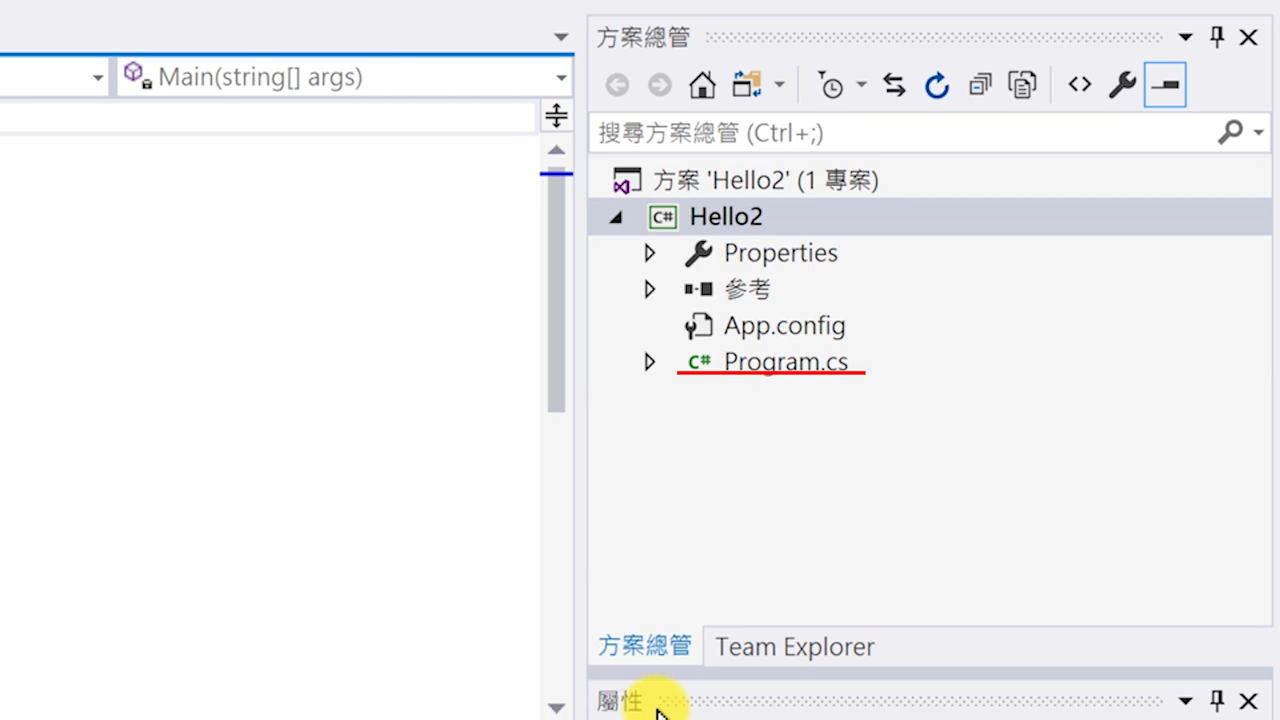 方案總管
Main(string[] args)
搜尋方案總管 (Ctrl+;)
方案 'Hello2' (1 專案)
C# Hello2
Properties
參考
App.config
C# Program.cs
方案總管 Team Explorer
屬性